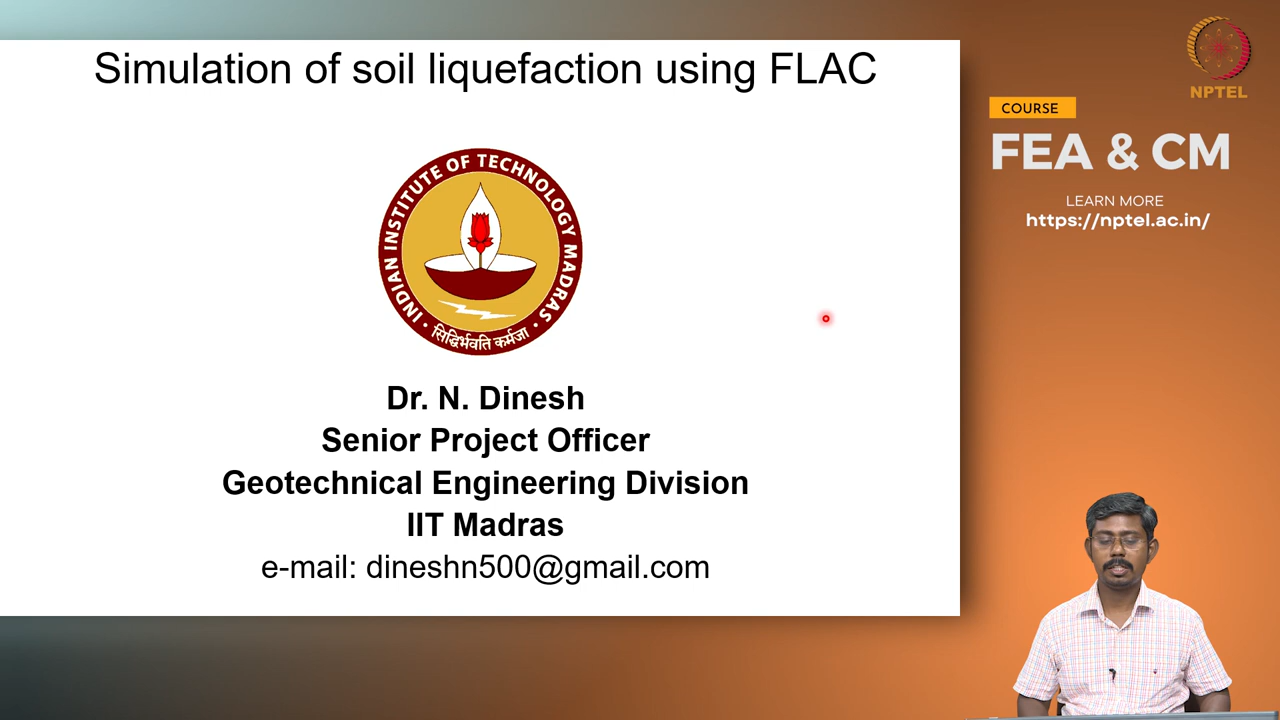 Simulation of soil liquefaction using FLAC
INDIAN INSTITUTE OF TECHNOLOGY MADRAS
सिद्धिर्भवति कर्मजा
Dr. N. Dinesh
Senior Project Officer
Geotechnical Engineering Division
IIT Madras
e-mail: dineshn500@gmail.com
NPTEL
COURSE
FEA & CM
LEARN MORE
https://nptel.ac.in/